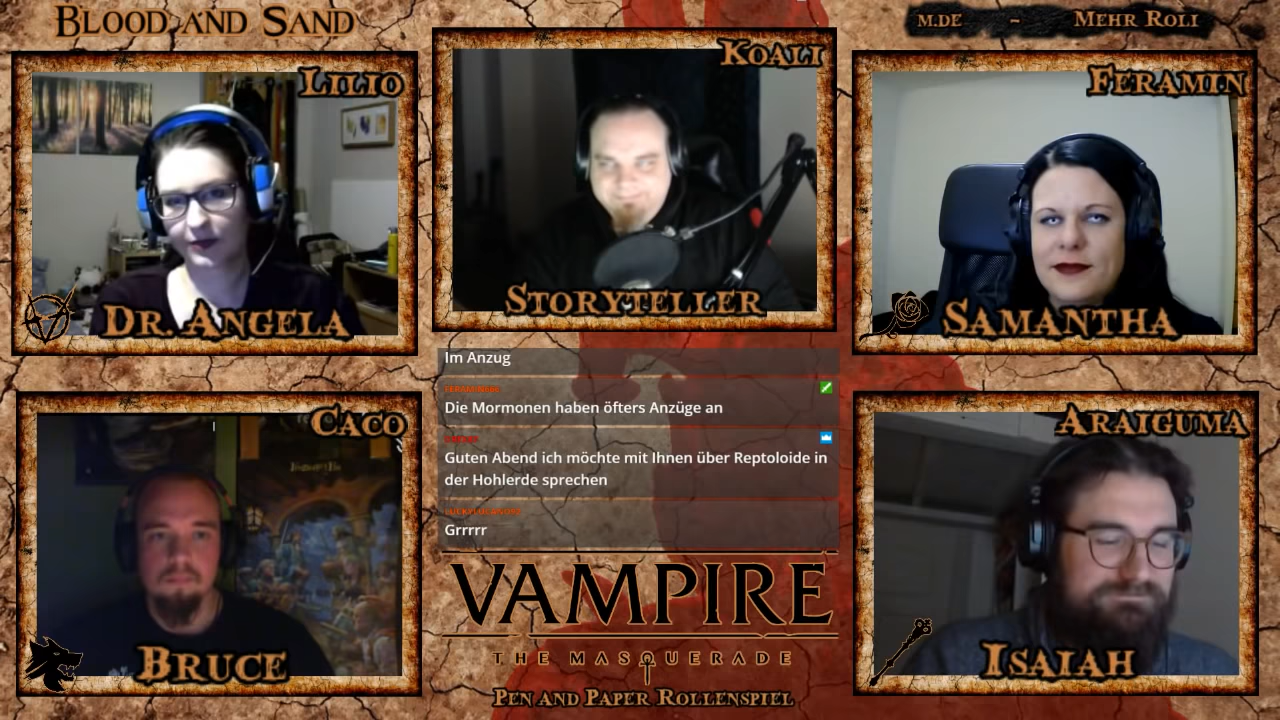 Blood and Sand
m.de - Mehr Roli
Lilio
Koali
Feramin
Dr. Angela
Storyteller
Samantha
Im Anzug
Die Mormonen haben öfters Anzüge an
Guten Abend ich möchte mit Ihnen über Reptoloide in
der Hohlerde sprechen
Grrrrr
Caco
Araiguma
Bruce
Isaiah
VAMPIRE
THE MASQUERADE
Pen and Paper Rollenspiel